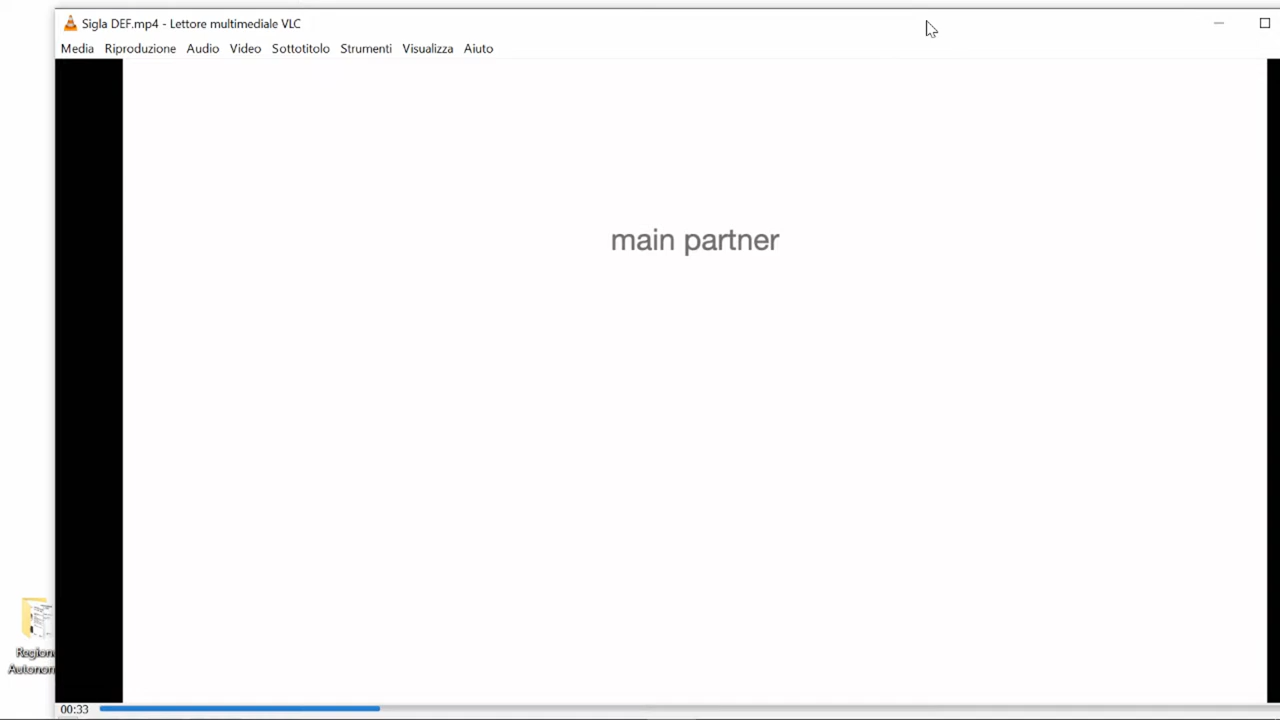 Sigla DEF.mp4 - Lettore multimediale VLC
Media Riproduzione Audio Video Sottotitolo Strumenti Visualizza Aiuto
main partner
00:33